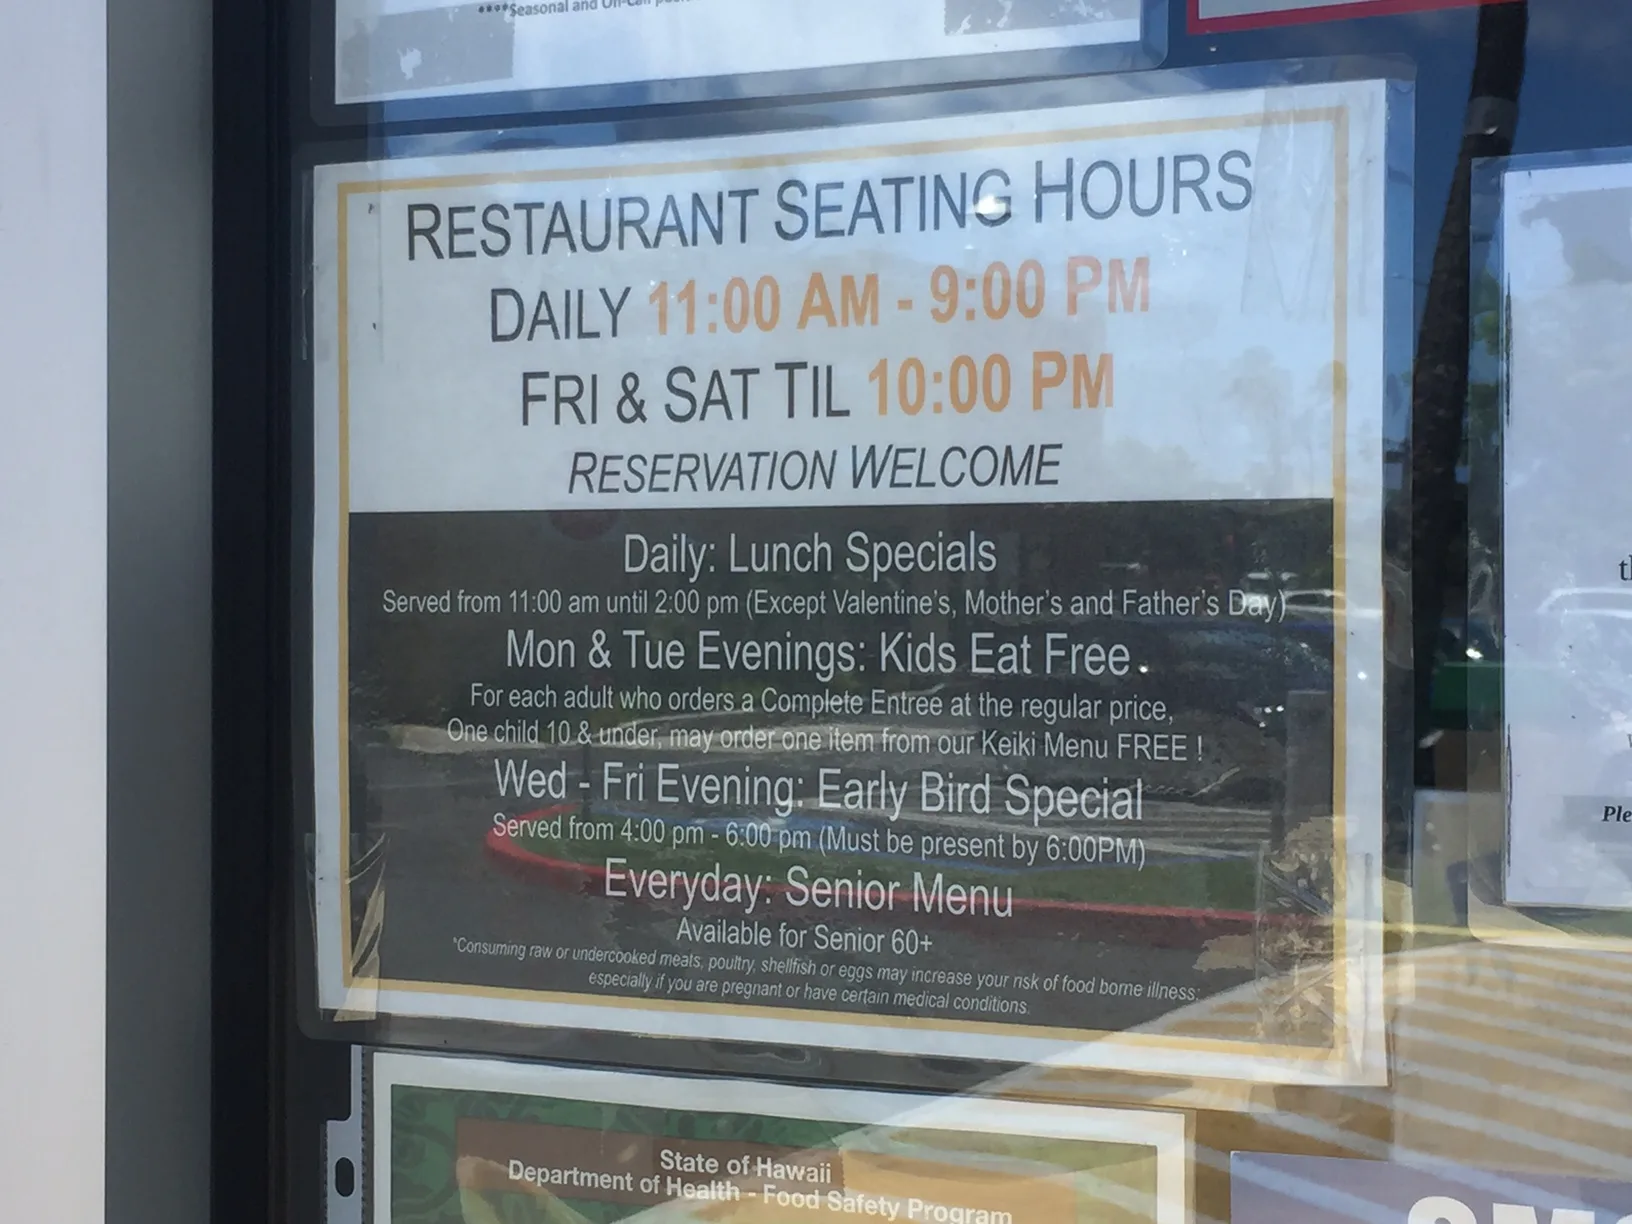 ****Seasonal and On-Call
RESTAURANT SEATING HOURS
DAILY 11:00 AM - 9:00 PM
FRI & SAT TIL 10:00 PM
RESERVATION WELCOME
Daily: Lunch Specials
Served from 11:00 am until 2:00 pm (Except Valentine's, Mother's and Father's Day)
Mon & Tue Evenings: Kids Eat Free
For each adult who orders a Complete Entree at the regular price,
One child 10 & under, may order one item from our Keiki Menu FREE !
Wed - Fri Evening: Early Bird Special
Served from 4:00 pm - 6:00 pm (Must be present by 6:00PM)
Everyday: Senior Menu
Available for Senior 60+
*Consuming raw or undercooked meats, poultry, shellfish or eggs may increase your risk of food borne illness;
especially if you are pregnant or have certain medical conditions.
State of Hawaii
Department of Health - Food Safety Program